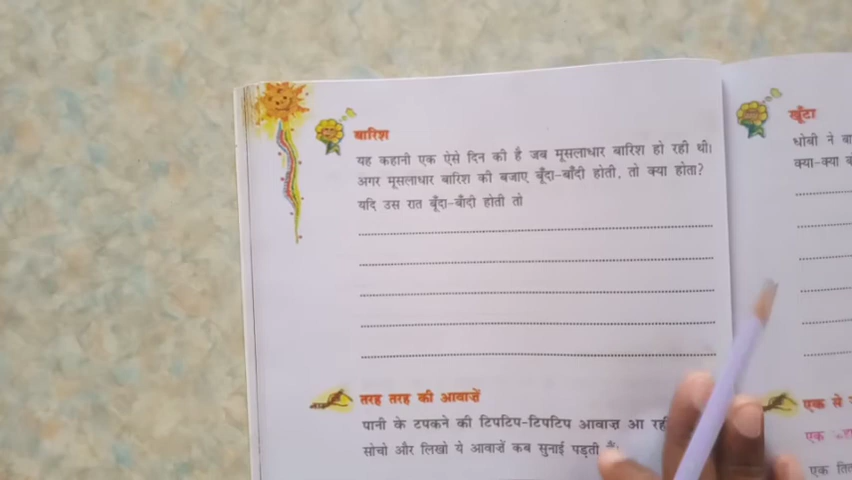 बारिश
यह कहानी एक ऐसे दिन की है जब मूसलाधार बारिश हो रही थी।
अगर मूसलाधार बारिश की बजाए बूँदा-बाँदी होती, तो क्या होता?
यदि उस रात बूँदा-बाँदी होती तो
तरह तरह की आवाज़ें
पानी के टपकने की टिपटिप-टिपटिप आवाज़ आ रही
सोचो और लिखो ये आवाज़ें कब सुनाई पड़ती हैं।
खूँटा
धोबी ने
क्या-क्या
एक से
एक
एक